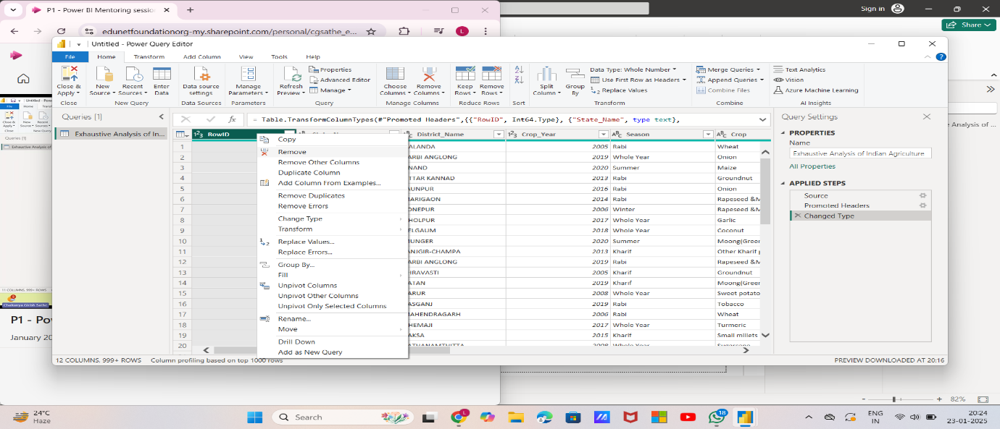 P1 - Power BI Mentoring sessio
Sign in
edunetfoundationorg-my.sharepoint.com/personal/cgsathe_e...
L
Share
Untitled - Power Query Editor
File Home Transform Add Column View Tools Help
Close & Apply
New Source
Recent Sources
Enter Data
Data source settings
Manage Parameters
Refresh Preview
Properties
Advanced Editor
Manage
Choose Columns
Remove Columns
Keep Rows
Remove Rows
Split Column
Group By
Data Type: Whole Number
Use First Row as Headers
Replace Values
Merge Queries
Append Queries
Combine Files
Text Analytics
Vision
Azure Machine Learning
Close New Query Data Sources Parameters Query Manage Columns Reduce Rows Sort Transform Combine AI Insights
Queries [1]
fx = Table.TransformColumnTypes(#"Promoted Headers",{{"RowID", Int64.Type}, {"State_Name", type text},
Exhaustive Analysis of In...
RowID District_Name Crop_Year Season Crop
1 ALANDA 2005 Rabi Wheat
2 ARBI ANGLONG 2019 Whole Year Onion
3 NAND 2020 Summer Maize
4 TTAR KANNAD 2013 Rabi Groundnut
5 AUNPUR 2016 Rabi Onion
6 MARIGAON 2014 Rabi Rapeseed &M
7 ONEPUR 2006 Winter Rapeseed &M
8 HOLPUR 2017 Whole Year Garlic
9 ELGAUM 2018 Whole Year Coconut
10 MUNGER 2020 Summer Moong(Green
11 ANJGIR-CHAMPA 2013 Kharif Other Kharif
12 ARBI ANGLONG 2019 Rabi Rapeseed &M
13 HRAVASTI 2005 Kharif Groundnut
14 ATAN 2019 Kharif Moong(Green
15 ARUR 2008 Whole Year Sweet potato
16 ASGANJ 2019 Rabi Tobacco
17 MAHENDRAGARH 2006 Rabi Wheat
18 HEMAJI 2017 Whole Year Turmeric
19 AKSA 2015 Kharif Small millets
20
Copy
Remove
Remove Other Columns
Duplicate Column
Add Column From Examples...
Remove Duplicates
Remove Errors
Change Type
Transform
Replace Values...
Replace Errors...
Group By...
Fill
Unpivot Columns
Unpivot Other Columns
Unpivot Only Selected Columns
Rename...
Move
Drill Down
Add as New Query
Query Settings
PROPERTIES
Name
Exhaustive Analysis of Indian Agriculture
All Properties
APPLIED STEPS
Source
Promoted Headers
Changed Type
Analysis of ...
12 COLUMNS, 999+ ROWS Column profiling based on top 1000 rows
PREVIEW DOWNLOADED AT 20:16
Chaitanya Girish Sathe
P1 - Po
January 20
82%
24°C
Haze
Search
18
ENG
IN
20:24
23-01-2025